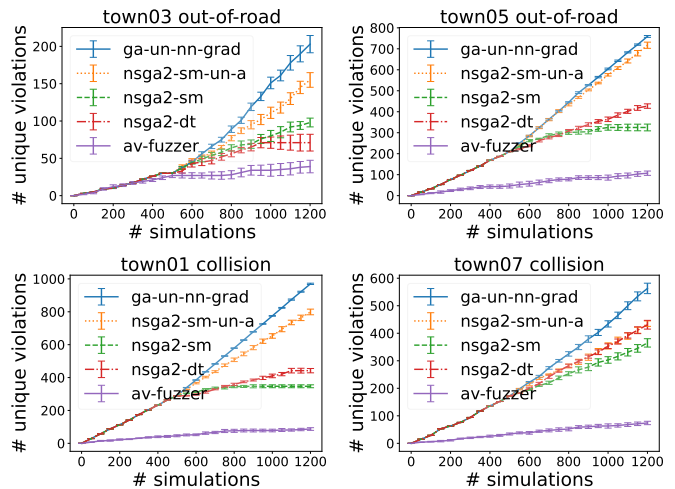 town03 out-of-road
# unique violations
200
150
100
50
0
ga-un-nn-grad
nsga2-sm-un-a
nsga2-sm
nsga2-dt
av-fuzzer
0 200 400 600 800 1000 1200
# simulations
town05 out-of-road
# unique violations
800
700
600
500
400
300
200
100
0
ga-un-nn-grad
nsga2-sm-un-a
nsga2-sm
nsga2-dt
av-fuzzer
0 200 400 600 800 1000 1200
# simulations
town01 collision
# unique violations
1000
800
600
400
200
0
ga-un-nn-grad
nsga2-sm-un-a
nsga2-sm
nsga2-dt
av-fuzzer
0 200 400 600 800 1000 1200
# simulations
town07 collision
# unique violations
600
500
400
300
200
100
0
ga-un-nn-grad
nsga2-sm-un-a
nsga2-sm
nsga2-dt
av-fuzzer
0 200 400 600 800 1000 1200
# simulations